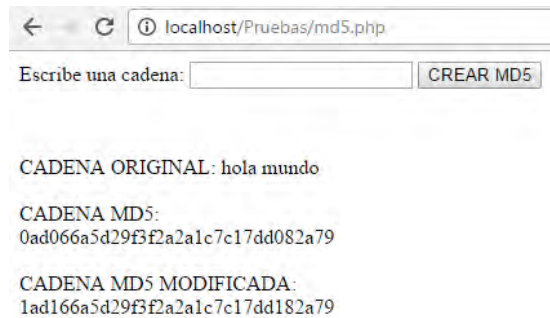 localhost/Pruebas/md5.php
Escribe una cadena: CREAR MD5
CADENA ORIGINAL: hola mundo
CADENA MD5:
0ad066a5d29f3f2a2a1c7c17dd082a79
CADENA MD5 MODIFICADA:
1ad166a5d29f3f2a2a1c7c17dd182a79